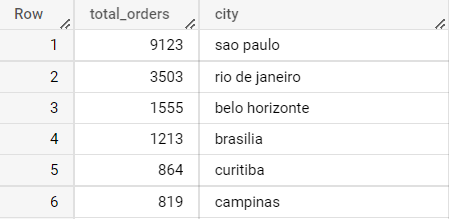 Row total_orders city
1 9123 sao paulo
2 3503 rio de janeiro
3 1555 belo horizonte
4 1213 brasilia
5 864 curitiba
6 819 campinas